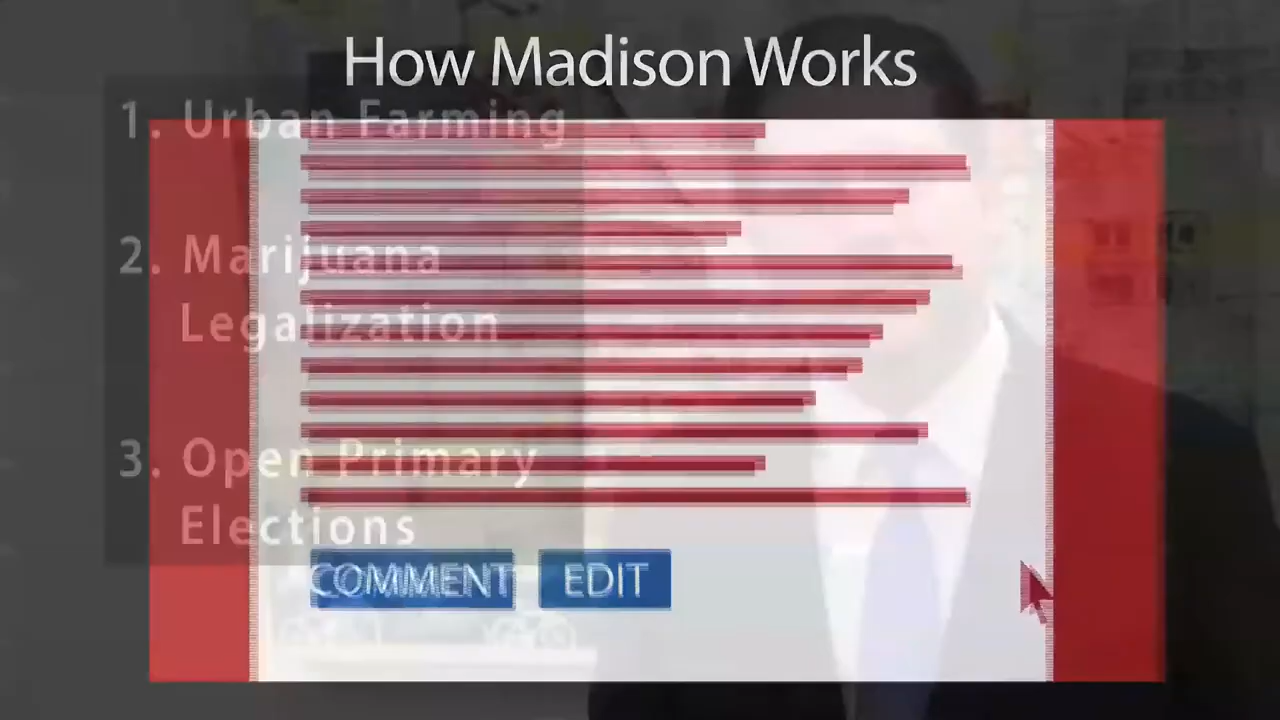 How Madison Works
1. Urban Farming
2. Marijuana
Legalization
3. Open Primary
Elections
COMMENT
EDIT